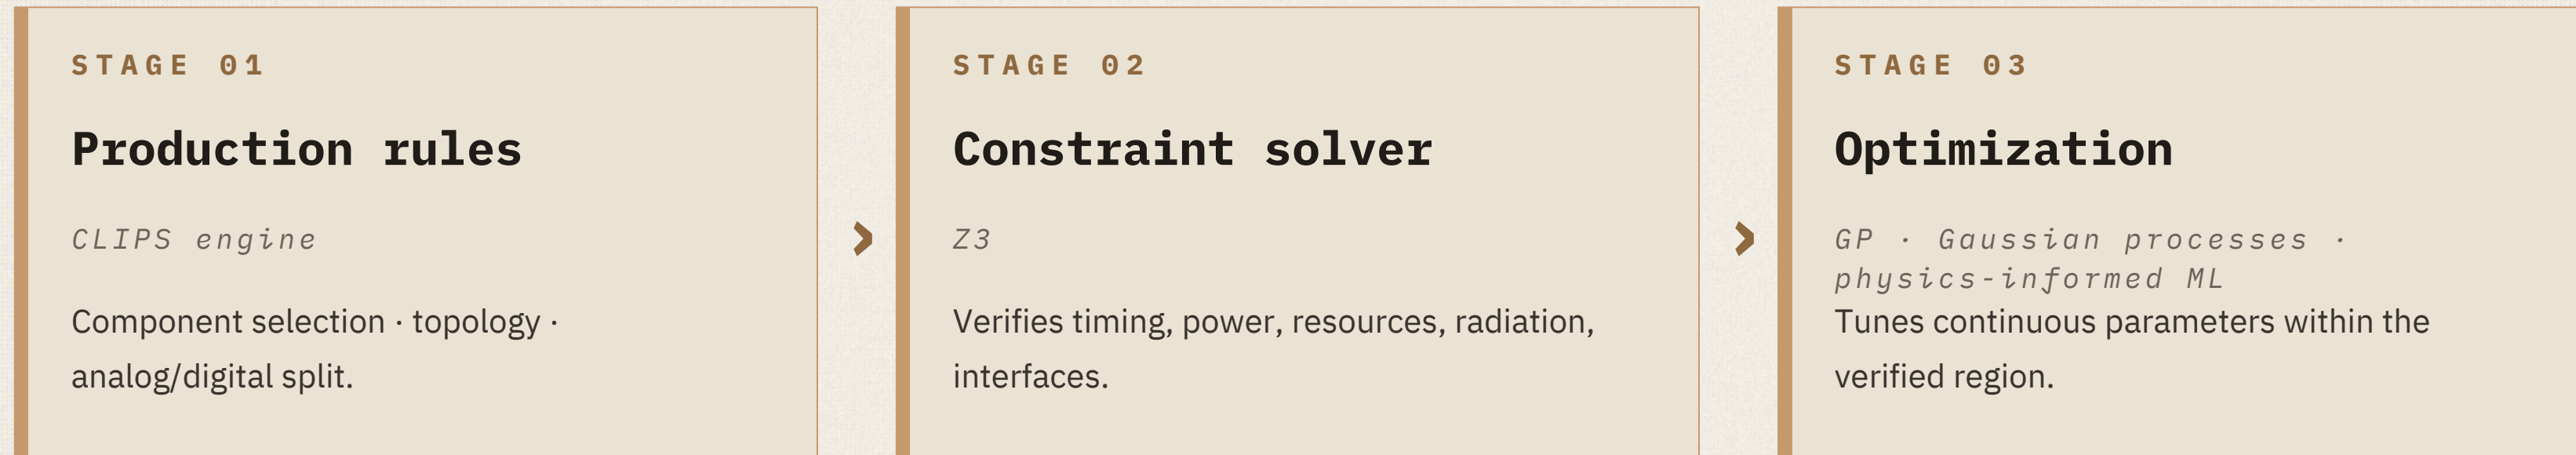 STAGE 01
Production rules
CLIPS engine
Component selection · topology ·
analog/digital split.
›
STAGE 02
Constraint solver
Z3
Verifies timing, power, resources, radiation,
interfaces.
›
STAGE 03
Optimization
GP · Gaussian processes ·
physics-informed ML
Tunes continuous parameters within the
verified region.